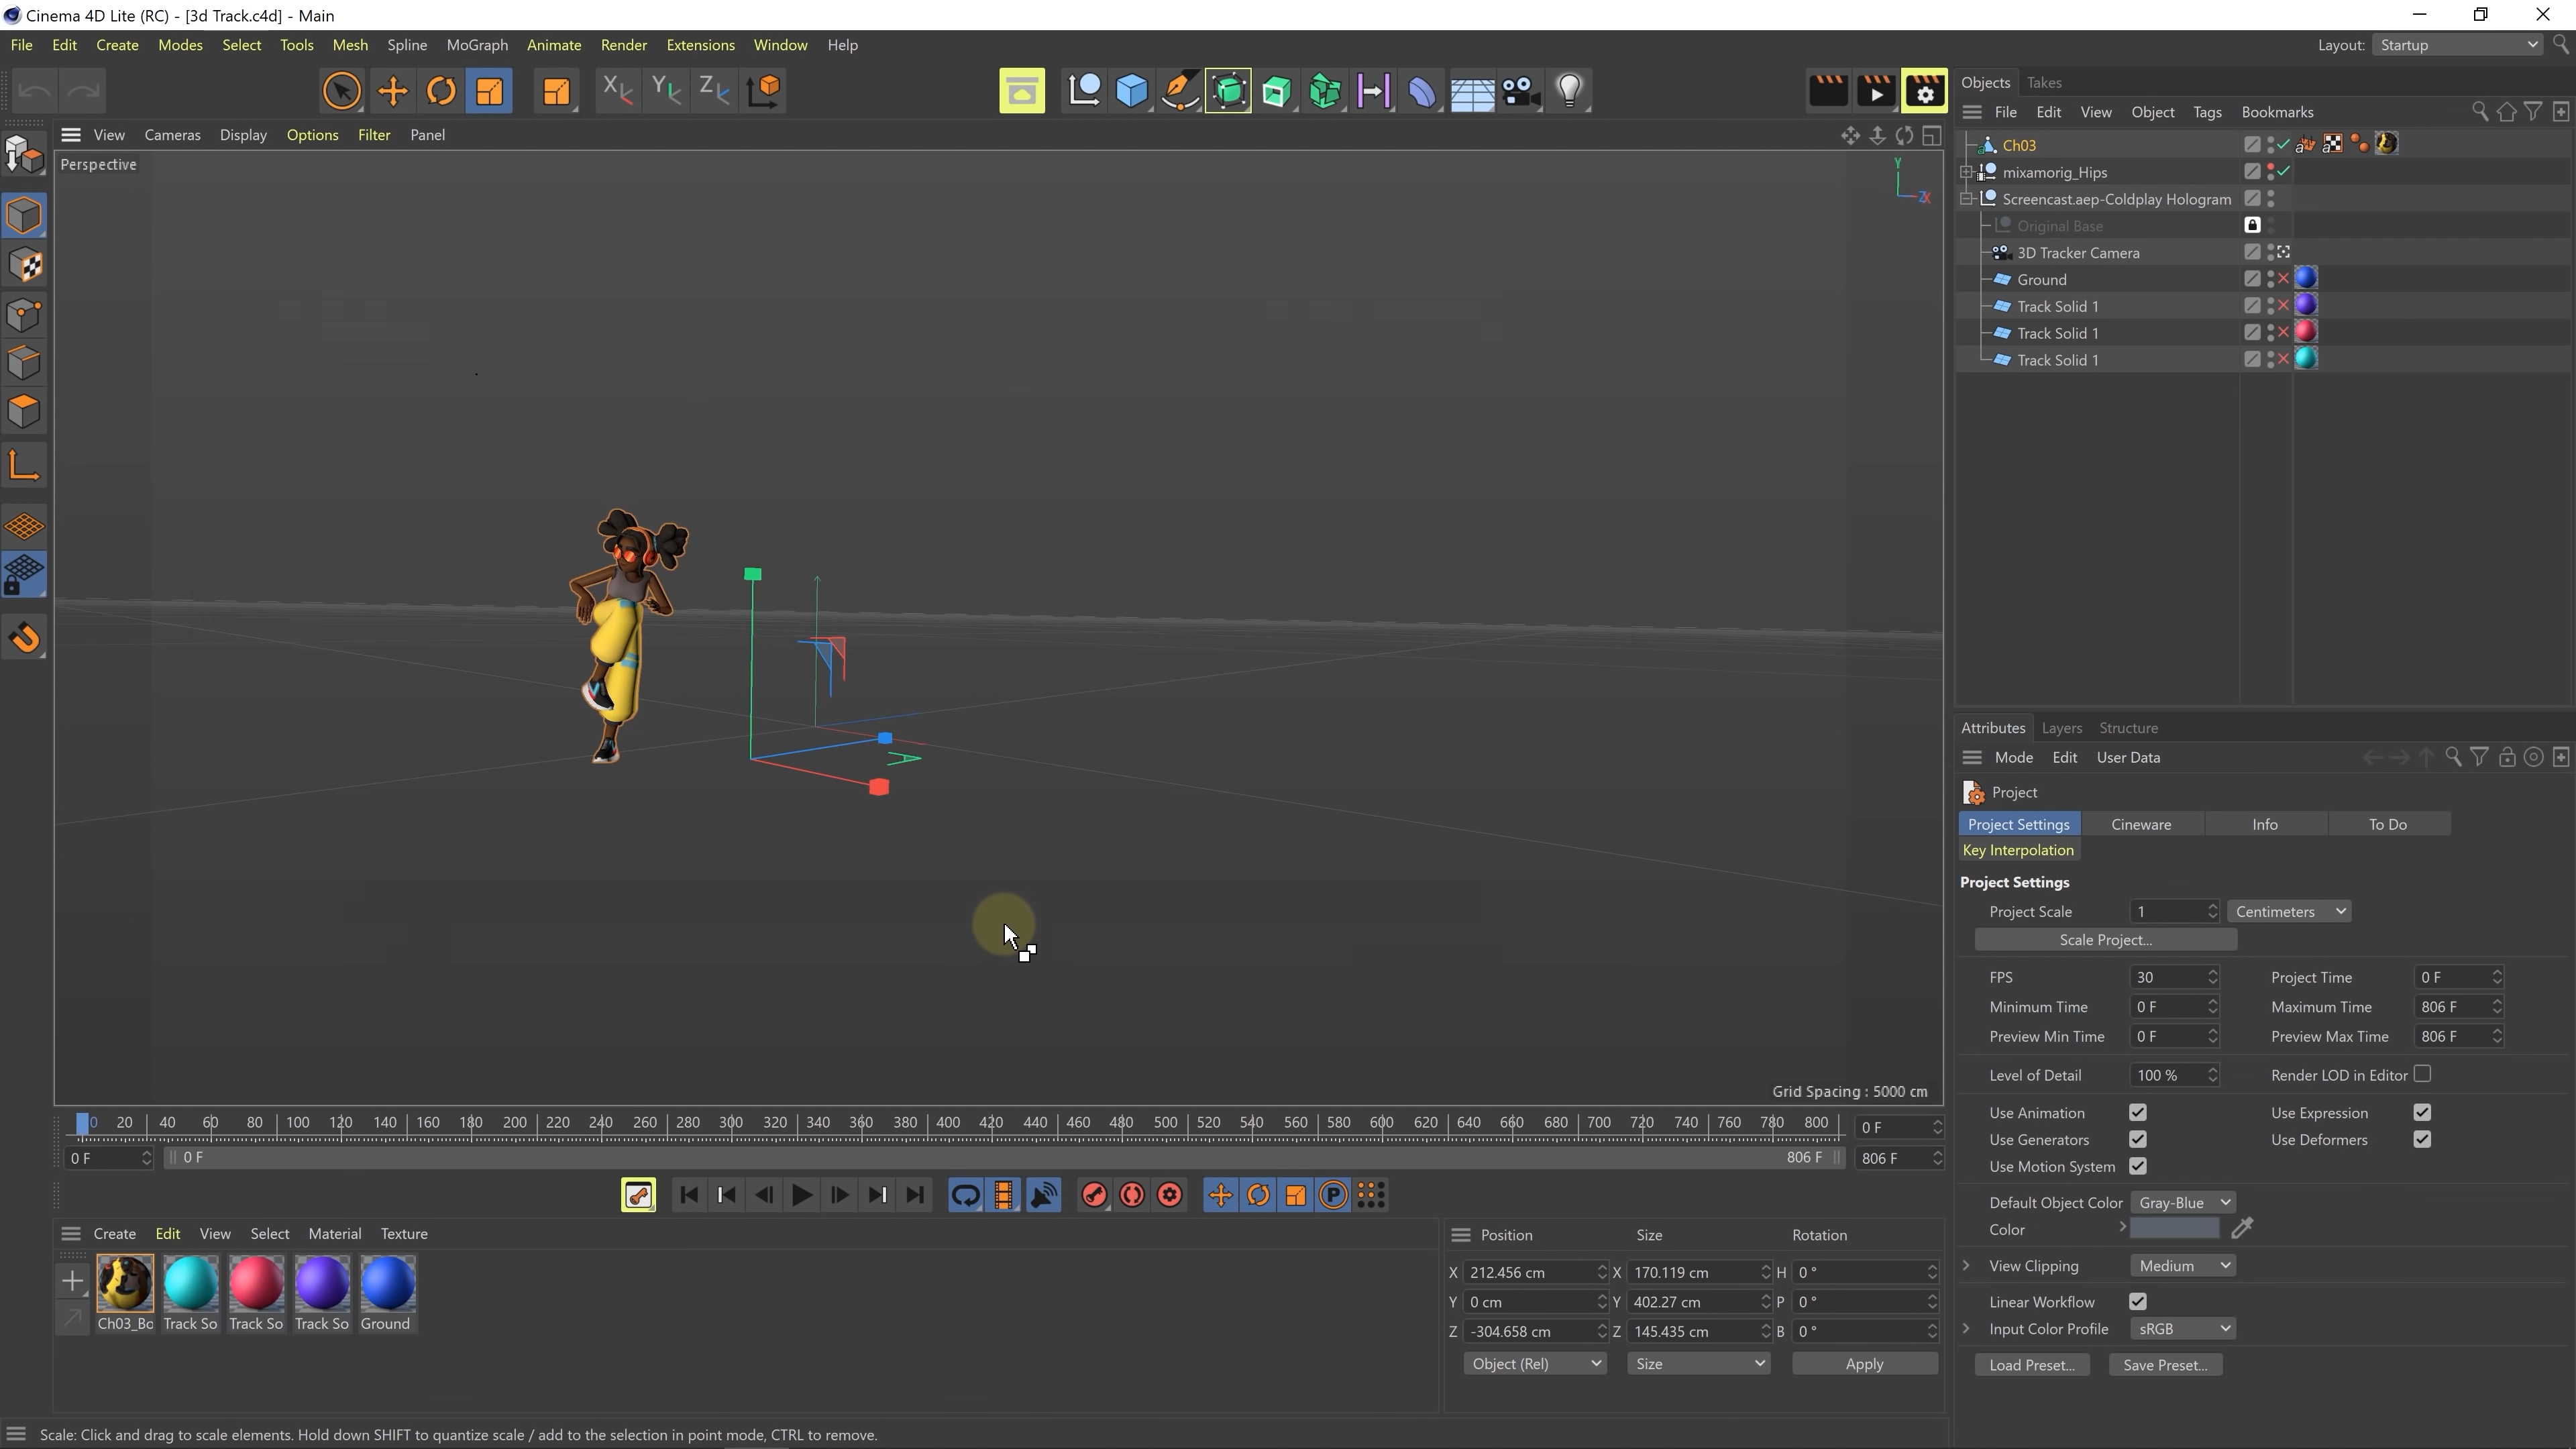 Cinema 4D Lite (RC) - [3d Track.c4d] - Main
File Edit Create Modes Select Tools Mesh Spline MoGraph Animate Render Extensions Window Help
Layout: Startup
X Y Z
View Cameras Display Options Filter Panel
Perspective
Y
ZX
Grid Spacing : 5000 cm
Objects Takes
File Edit View Object Tags Bookmarks
Ch03
mixamorig_Hips
Screencast.aep-Coldplay Hologram
Original Base
3D Tracker Camera
Ground
Track Solid 1
Track Solid 1
Track Solid 1
Attributes Layers Structure
Mode Edit User Data
Project
Project Settings Cineware Info To Do
Key Interpolation
Project Settings
Project Scale 1 Centimeters
Scale Project...
FPS 30 Project Time 0 F
Minimum Time 0 F Maximum Time 806 F
Preview Min Time 0 F Preview Max Time 806 F
Level of Detail 100 % Render LOD in Editor
Use Animation Use Expression
Use Generators Use Deformers
Use Motion System
Default Object Color Gray-Blue
Color
View Clipping Medium
Linear Workflow
Input Color Profile sRGB
Load Preset... Save Preset...
0 20 40 60 80 100 120 140 160 180 200 220 240 260 280 300 320 340 360 380 400 420 440 460 480 500 520 540 560 580 600 620 640 660 680 700 720 740 760 780 800 0 F
0 F 0 F 806 F 806 F
P
Create Edit View Select Material Texture
Ch03_Bo Track So Track So Track So Ground
Position Size Rotation
X 212.456 cm X 170.119 cm H 0 °
Y 0 cm Y 402.27 cm P 0 °
Z -304.658 cm Z 145.435 cm B 0 °
Object (Rel) Size Apply
Scale: Click and drag to scale elements. Hold down SHIFT to quantize scale / add to the selection in point mode, CTRL to remove.